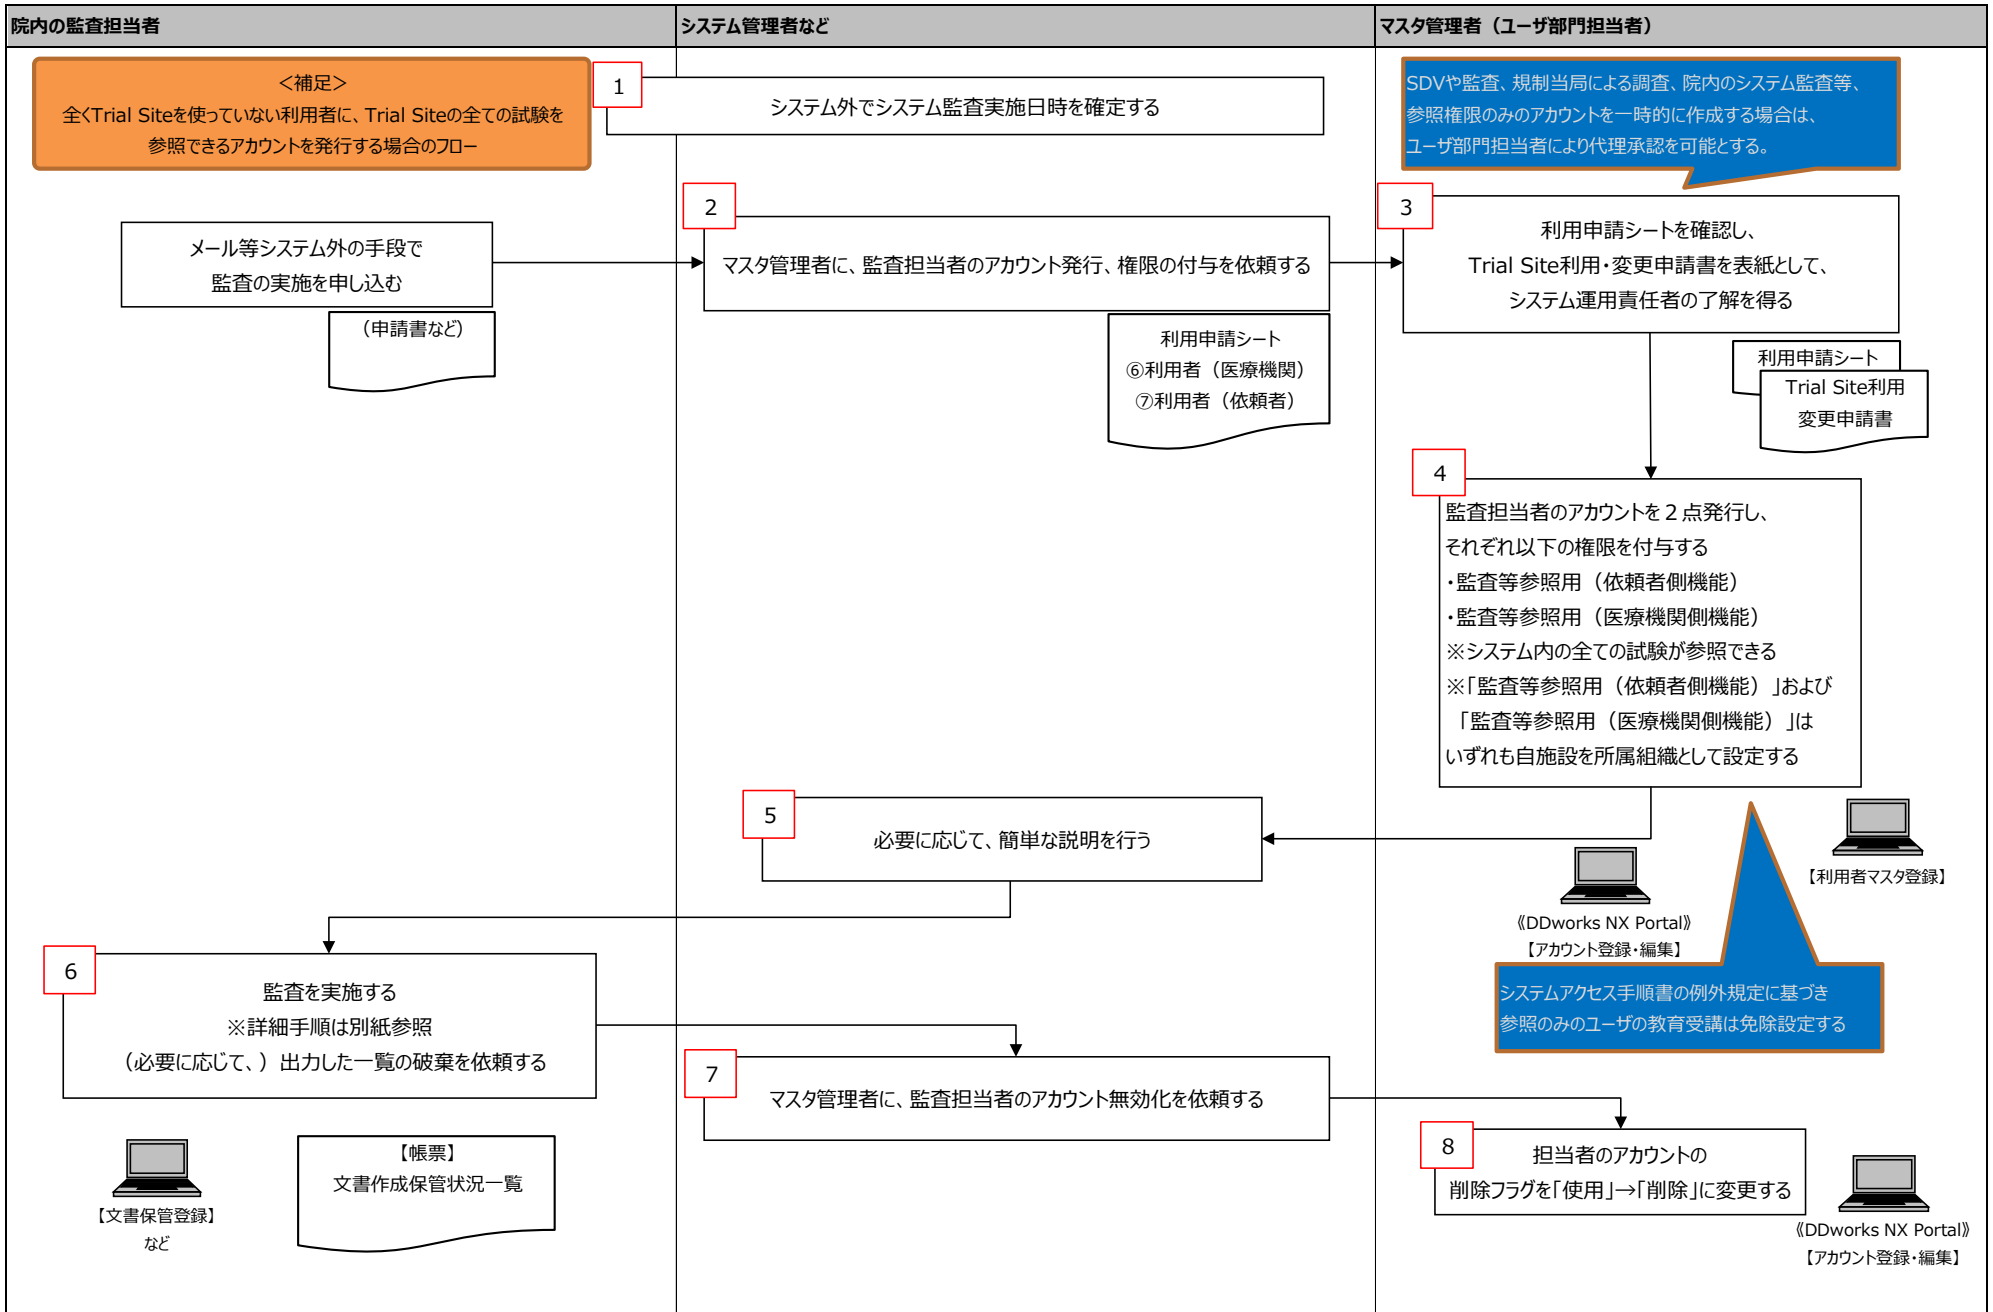 院内の監査担当者
システム管理者など
マスタ管理者（ユーザ部門担当者）
＜補足＞
全くTrial Siteを使っていない利用者に、Trial Siteの全ての試験を
参照できるアカウントを発行する場合のフロー
1
システム外でシステム監査実施日時を確定する
SDVや監査、規制当局による調査、院内のシステム監査等、
参照権限のみのアカウントを一時的に作成する場合は、
ユーザ部門担当者により代理承認を可能とする。
メール等システム外の手段で
監査の実施を申し込む
（申請書など）
2
マスタ管理者に、監査担当者のアカウント発行、権限の付与を依頼する
利用申請シート
⑥利用者（医療機関）
⑦利用者（依頼者）
3
利用申請シートを確認し、
Trial Site利用・変更申請書を表紙として、
システム運用責任者の了解を得る
利用申請シート
Trial Site利用
変更申請書
4
監査担当者のアカウントを２点発行し、
それぞれ以下の権限を付与する
・監査等参照用（依頼者側機能）
・監査等参照用（医療機関側機能）
※システム内の全ての試験が参照できる
※「監査等参照用（依頼者側機能）」および
「監査等参照用（医療機関側機能）」は
いずれも自施設を所属組織として設定する
5
必要に応じて、簡単な説明を行う
【利用者マスタ登録】
《DDworks NX Portal》
【アカウント登録・編集】
システムアクセス手順書の例外規定に基づき
参照のみのユーザの教育受講は免除設定する
6
監査を実施する
※詳細手順は別紙参照
（必要に応じて、）出力した一覧の破棄を依頼する
【文書保管登録】
など
【帳票】
文書作成保管状況一覧
7
マスタ管理者に、監査担当者のアカウント無効化を依頼する
8
担当者のアカウントの
削除フラグを「使用」→「削除」に変更する
《DDworks NX Portal》
【アカウント登録・編集】